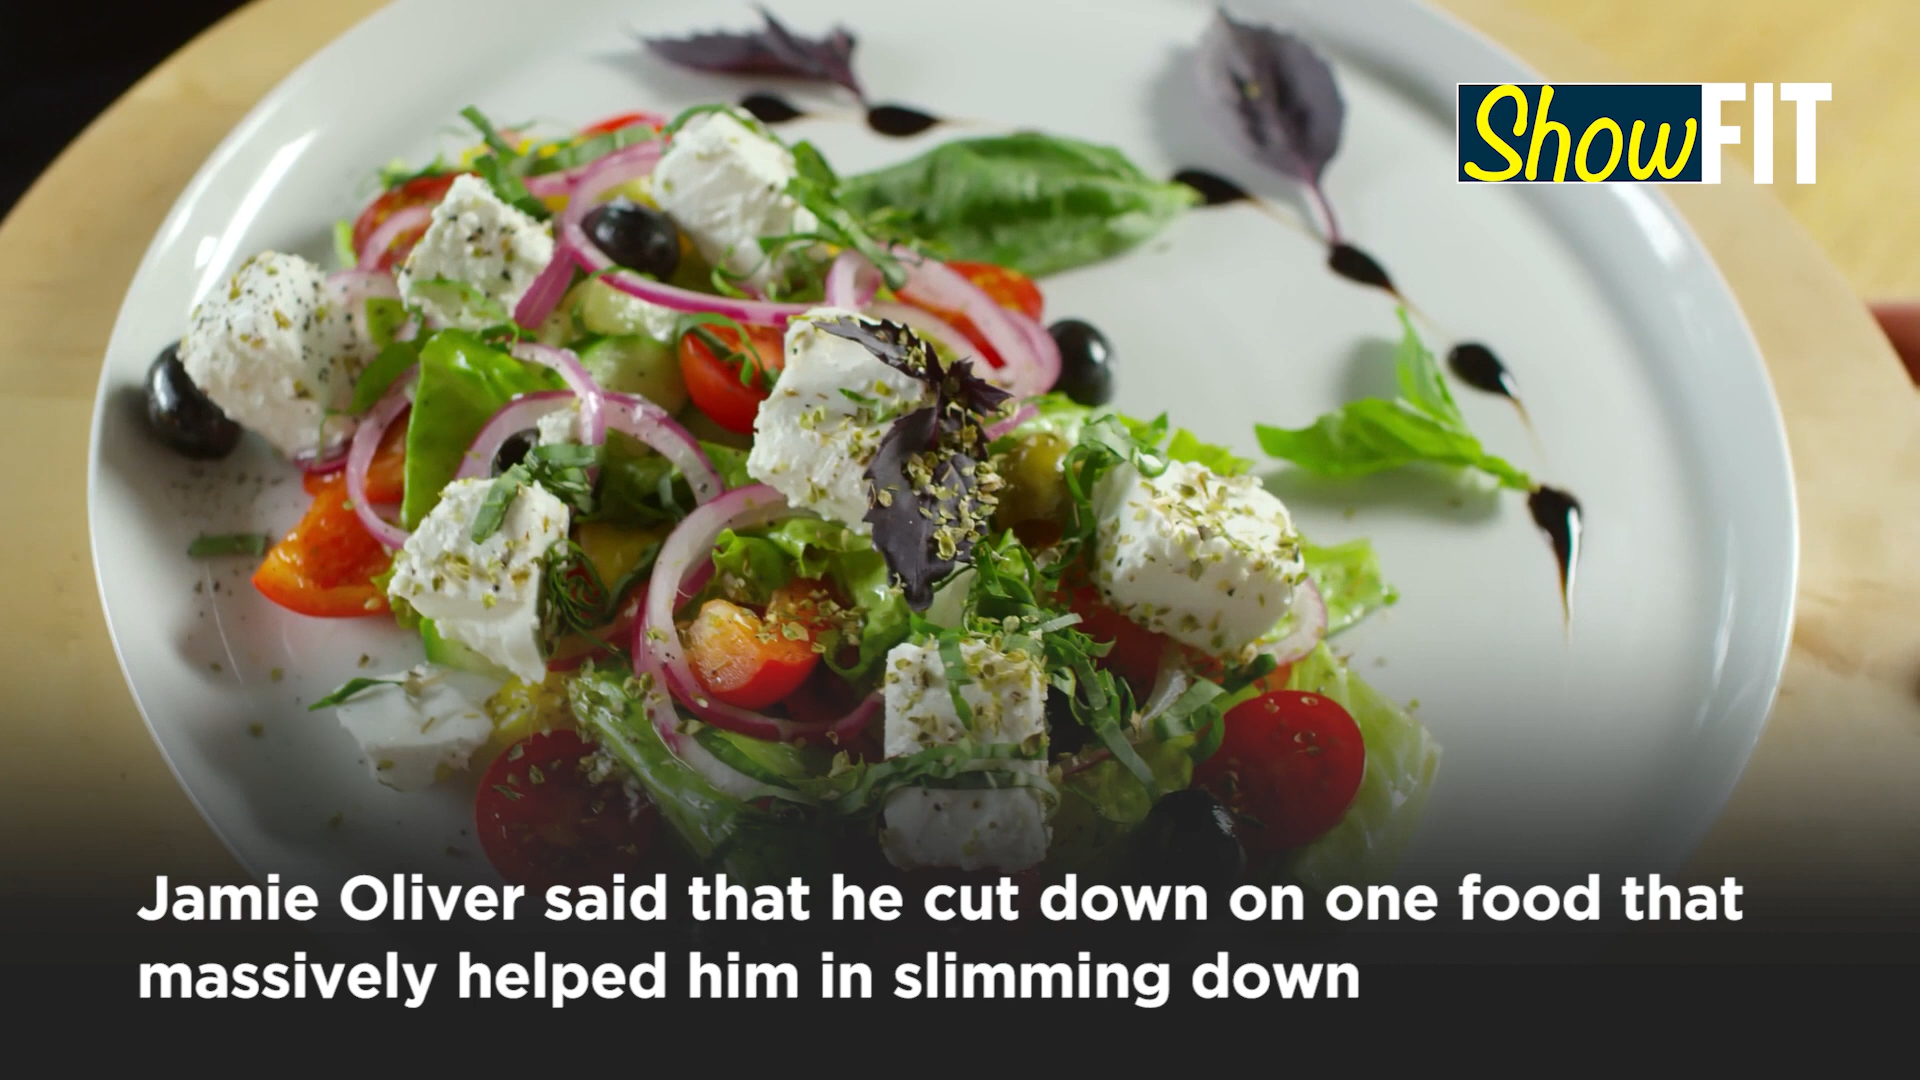 ShowFIT
Jamie Oliver said that he cut down on one food that
massively helped him in slimming down